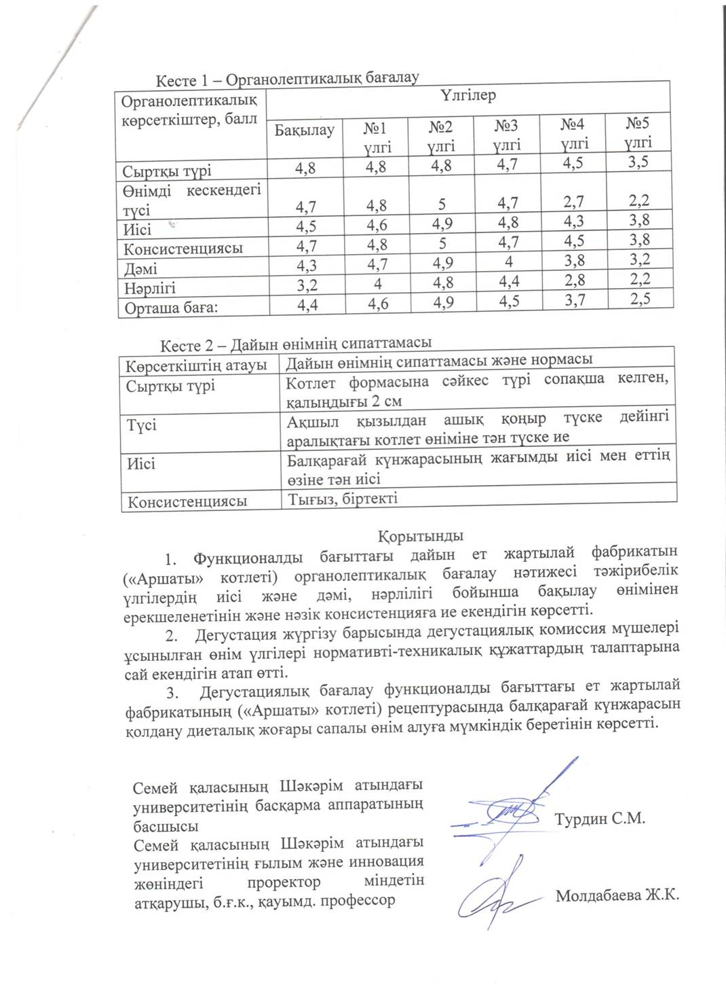 Кесте 1 – Органолептикалық бағалау
Органолептикалық көрсеткіштер, балл Үлгілер
Бақылау №1 үлгі №2 үлгі №3 үлгі №4 үлгі №5 үлгі
Сыртқы түрі 4,8 4,8 4,8 4,7 4,5 3,5
Өнімді кескендегі
түсі 4,7 4,8 5 4,7 2,7 2,2
Иісі 4,5 4,6 4,9 4,8 4,3 3,8
Консистенциясы 4,7 4,8 5 4,7 4,5 3,8
Дәмі 4,3 4,7 4,9 4 3,8 3,2
Нәрлігі 3,2 4 4,8 4,4 2,8 2,2
Орташа баға: 4,4 4,6 4,9 4,5 3,7 2,5
Кесте 2 – Дайын өнімнің сипаттамасы
Көрсеткіштің атауы Дайын өнімнің сипаттамасы және нормасы
Сыртқы түрі Котлет формасына сәйкес түрі сопақша келген,
қалыңдығы 2 см
Түсі Ақшыл қызылдан ашық қоңыр түске дейінгі
аралықтағы котлет өніміне тән түске ие
Иісі Балқарағай күнжарасының жағымды иісі мен еттің
өзіне тән иісі
Консистенциясы Тығыз, біртекті
Қорытынды
1. Функционалды бағыттағы дайын ет жартылай фабрикатын
(«Аршаты» котлеті) органолептикалық бағалау нәтижесі тәжірибелік
үлгілердің иісі және дәмі, нәрлілігі бойынша бақылау өнімінен
ерекшеленетінін және нәзік консистенцияға ие екендігін көрсетті.
2. Дегустация жүргізу барысында дегустациялық комиссия мүшелері
ұсынылған өнім үлгілері нормативті-техникалық құжаттардың талаптарына
сай екендігін атап өтті.
3. Дегустациялық бағалау функционалды бағыттағы ет жартылай
фабрикатының («Аршаты» котлеті) рецептурасында балқарағай күнжарасын
қолдану диеталық жоғары сапалы өнім алуға мүмкіндік беретінін көрсетті.
Семей қаласының Шәкәрім атындағы
университетінің басқарма аппаратының
басшысы
Турдин С.М.
Семей қаласының Шәкәрім атындағы
университетінің ғылым және инновация
жөніндегі проректор міндетін
атқарушы, б.ғ.к., қауымд. профессор
Молдабаева Ж.К.